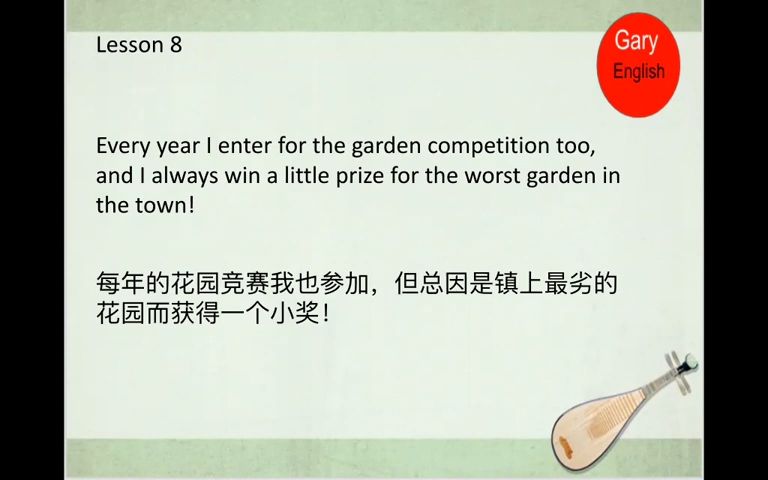 Lesson 8
Gary
English
Every year I enter for the garden competition too,
and I always win a little prize for the worst garden in
the town!
每年的花园竞赛我也参加，但总因是镇上最劣的
花园而获得一个小奖！